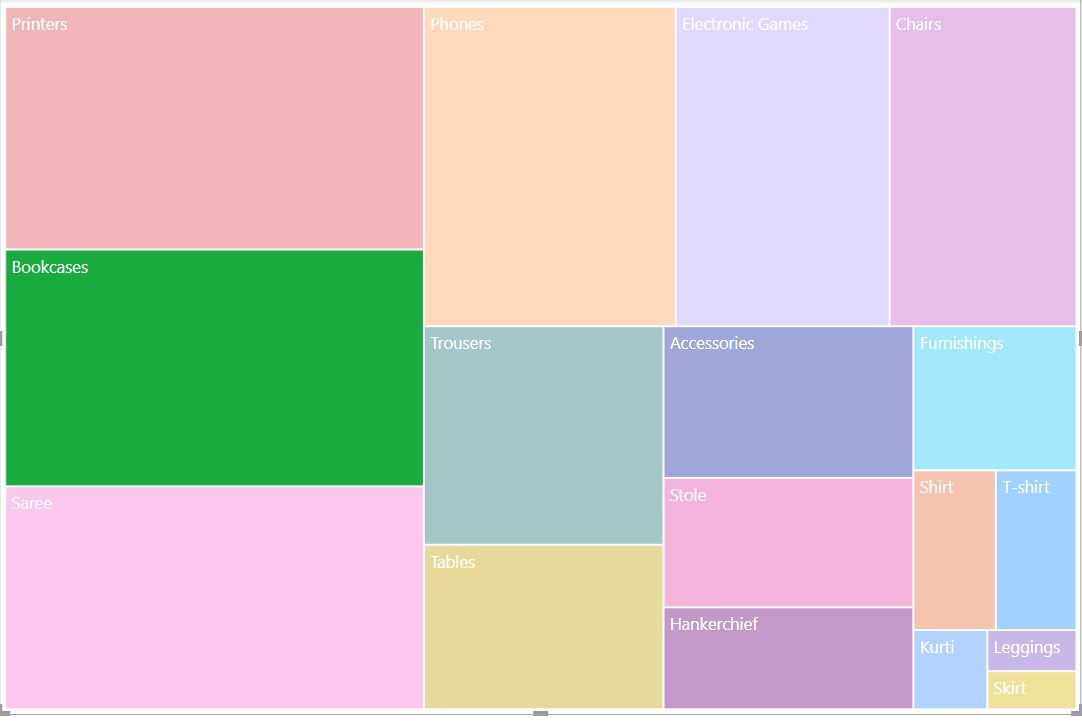 Printers
Phones
Electronic Games
Chairs
Bookcases
Trousers
Accessories
Furnishings
Saree
Shirt
T-shirt
Stole
Tables
Hankerchief
Kurti
Leggings
Skirt